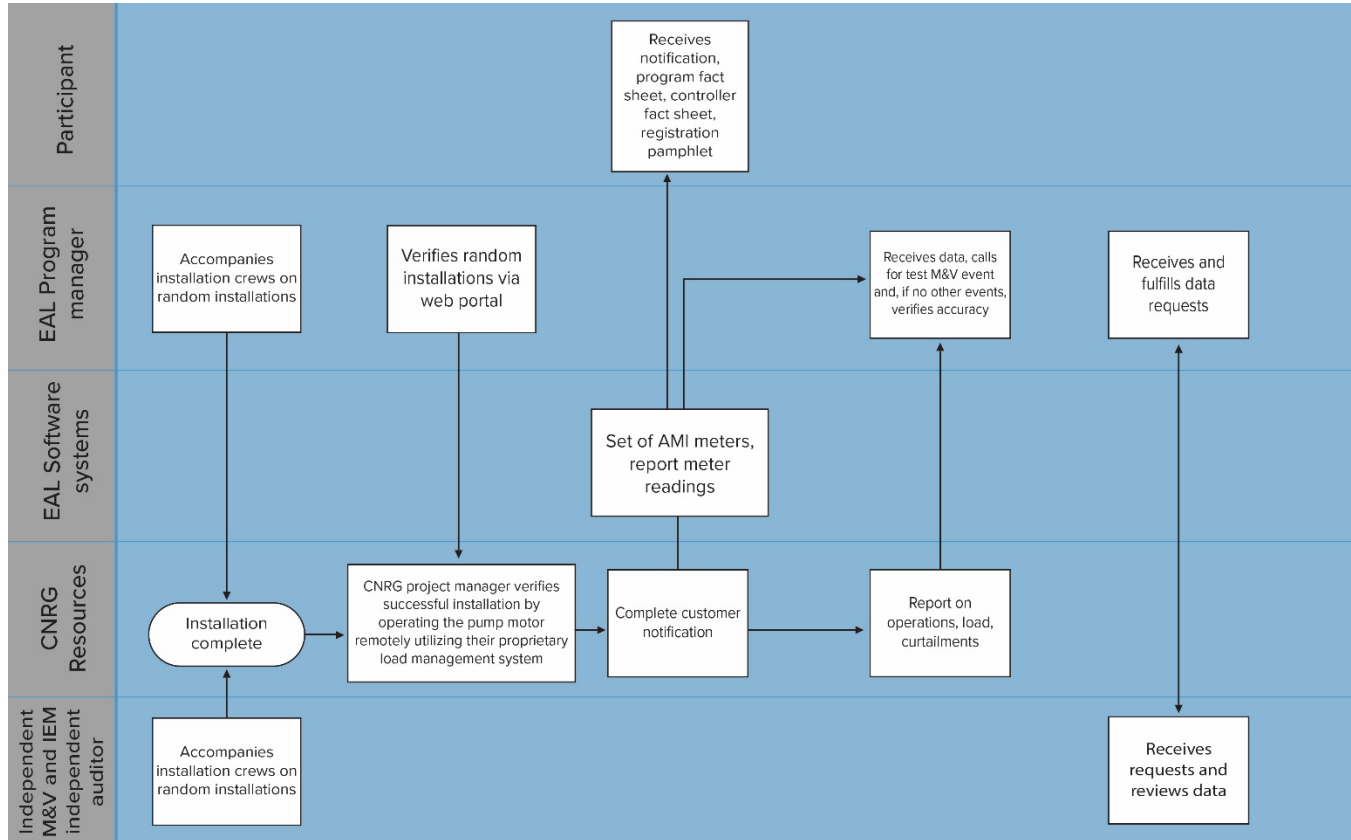 Participant
Receives
notification,
program fact
sheet, controller
fact sheet,
registration
pamphlet
EAL Program
manager
Accompanies
installation crews on
random installations
Verifies random
installations via
web portal
Receives data, calls
for test M&V event
and, if no other events,
verifies accuracy
Receives and
fulfills data
requests
EAL Software
systems
Set of AMI meters,
report meter
readings
CNRG
Resources
Installation
complete
CNRG project manager verifies
successful installation by
operating the pump motor
remotely utilizing their proprietary
load management system
Complete customer
notification
Report on
operations, load,
curtailments
Independent
M&V and IEM
independent
auditor
Accompanies
installation crews on
random installations
Receives
requests and
reviews data